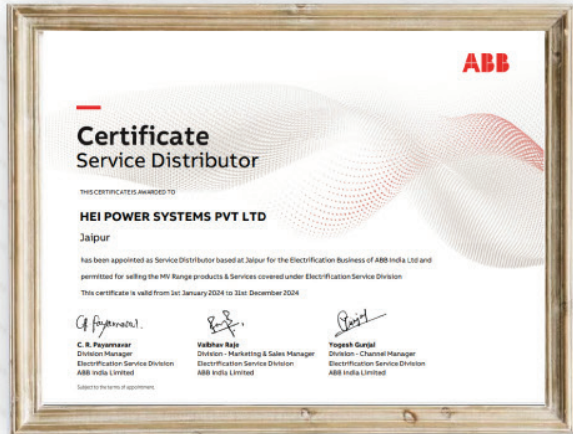 ABB
Certificate
Service Distributor
THIS CERTIFICATE IS AWARDED TO
HEI POWER SYSTEMS PVT LTD
Jaipur
has been appointed as Service Distributor based at Jaipur for the Electrification Business of ABB India Ltd and
permitted for selling the MV Range products & Services covered under Electrification Service Division
This certificate is valid from 1st January 2024 to 31st December 2024
C. R. Payannavar
Division Manager
Electrification Service Division
ABB India Limited
Vaibhav Raje
Division - Marketing & Sales Manager
Electrification Service Division
ABB India Limited
Yogesh Gunjal
Division - Channel Manager
Electrification Service Division
ABB India Limited
Subject to the terms of appointment.